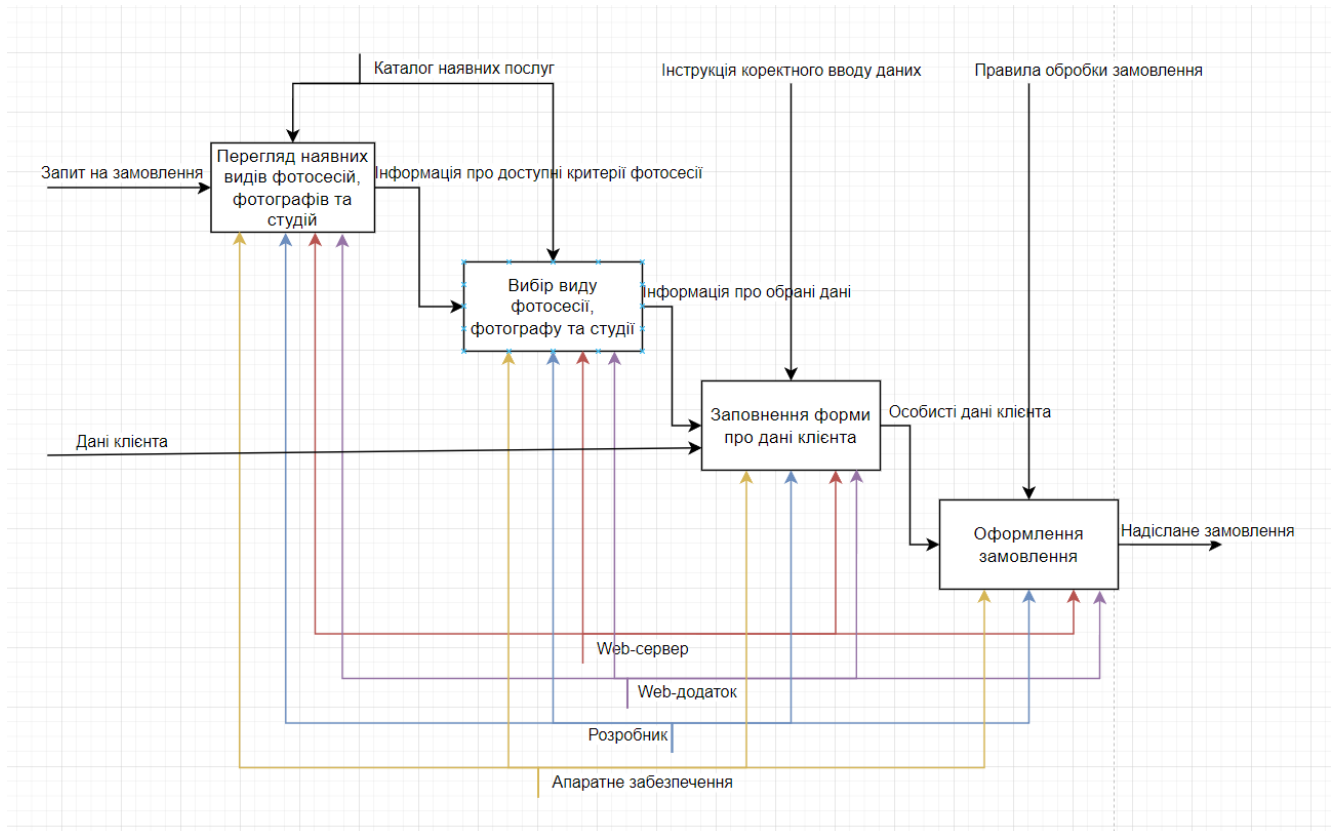 Каталог наявних послуг
Інструкція коректного вводу даних
Правила обробки замовлення
Запит на замовлення
Перегляд наявних
видів фотосесій,
фотографів та
студій
Інформація про доступні критерії фотосесії
Вибір виду
фотосесії,
фотографу та студії
Інформація про обрані дані
Дані клієнта
Заповнення форми
про дані клієнта
Особисті дані клієнта
Оформлення
замовлення
Надіслане замовлення
Web-сервер
Web-додаток
Розробник
Апаратне забезпечення